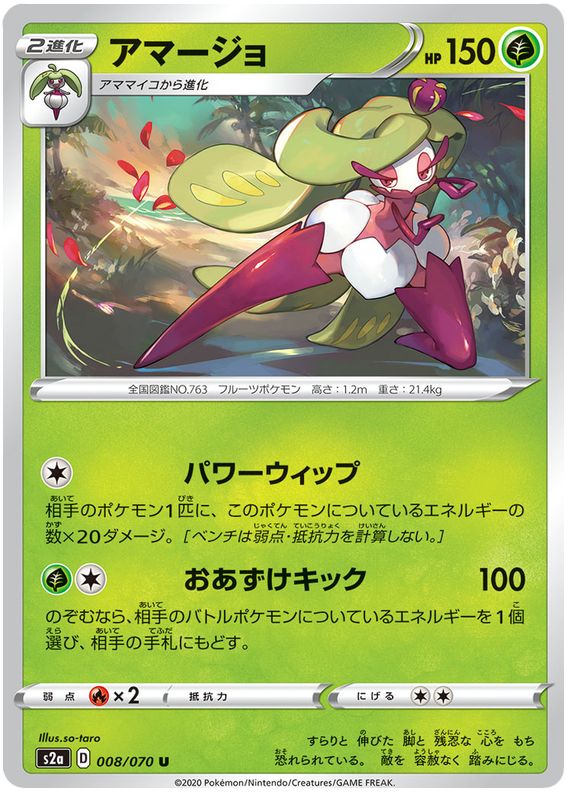 2進化 アマージョ HP 150
アママイコから進化
全国図鑑NO.763 フルーツポケモン 高さ：1.2m 重さ：21.4kg
パワーウィップ
相手のポケモン1匹に、このポケモンについているエネルギーの
数×20ダメージ。［ベンチは弱点・抵抗力を計算しない。］
おあずけキック 100
のぞむなら、相手のバトルポケモンについているエネルギーを1個
選び、相手の手札にもどす。
弱点 ×2 抵抗力 にげる
Illus.so-taro
s2a D 008/070 U
すらりと 伸びた 脚と 残忍な 心を もち
恐れられている。 敵を 容赦なく 踏みにじる。
©2020 Pokémon/Nintendo/Creatures/GAME FREAK.